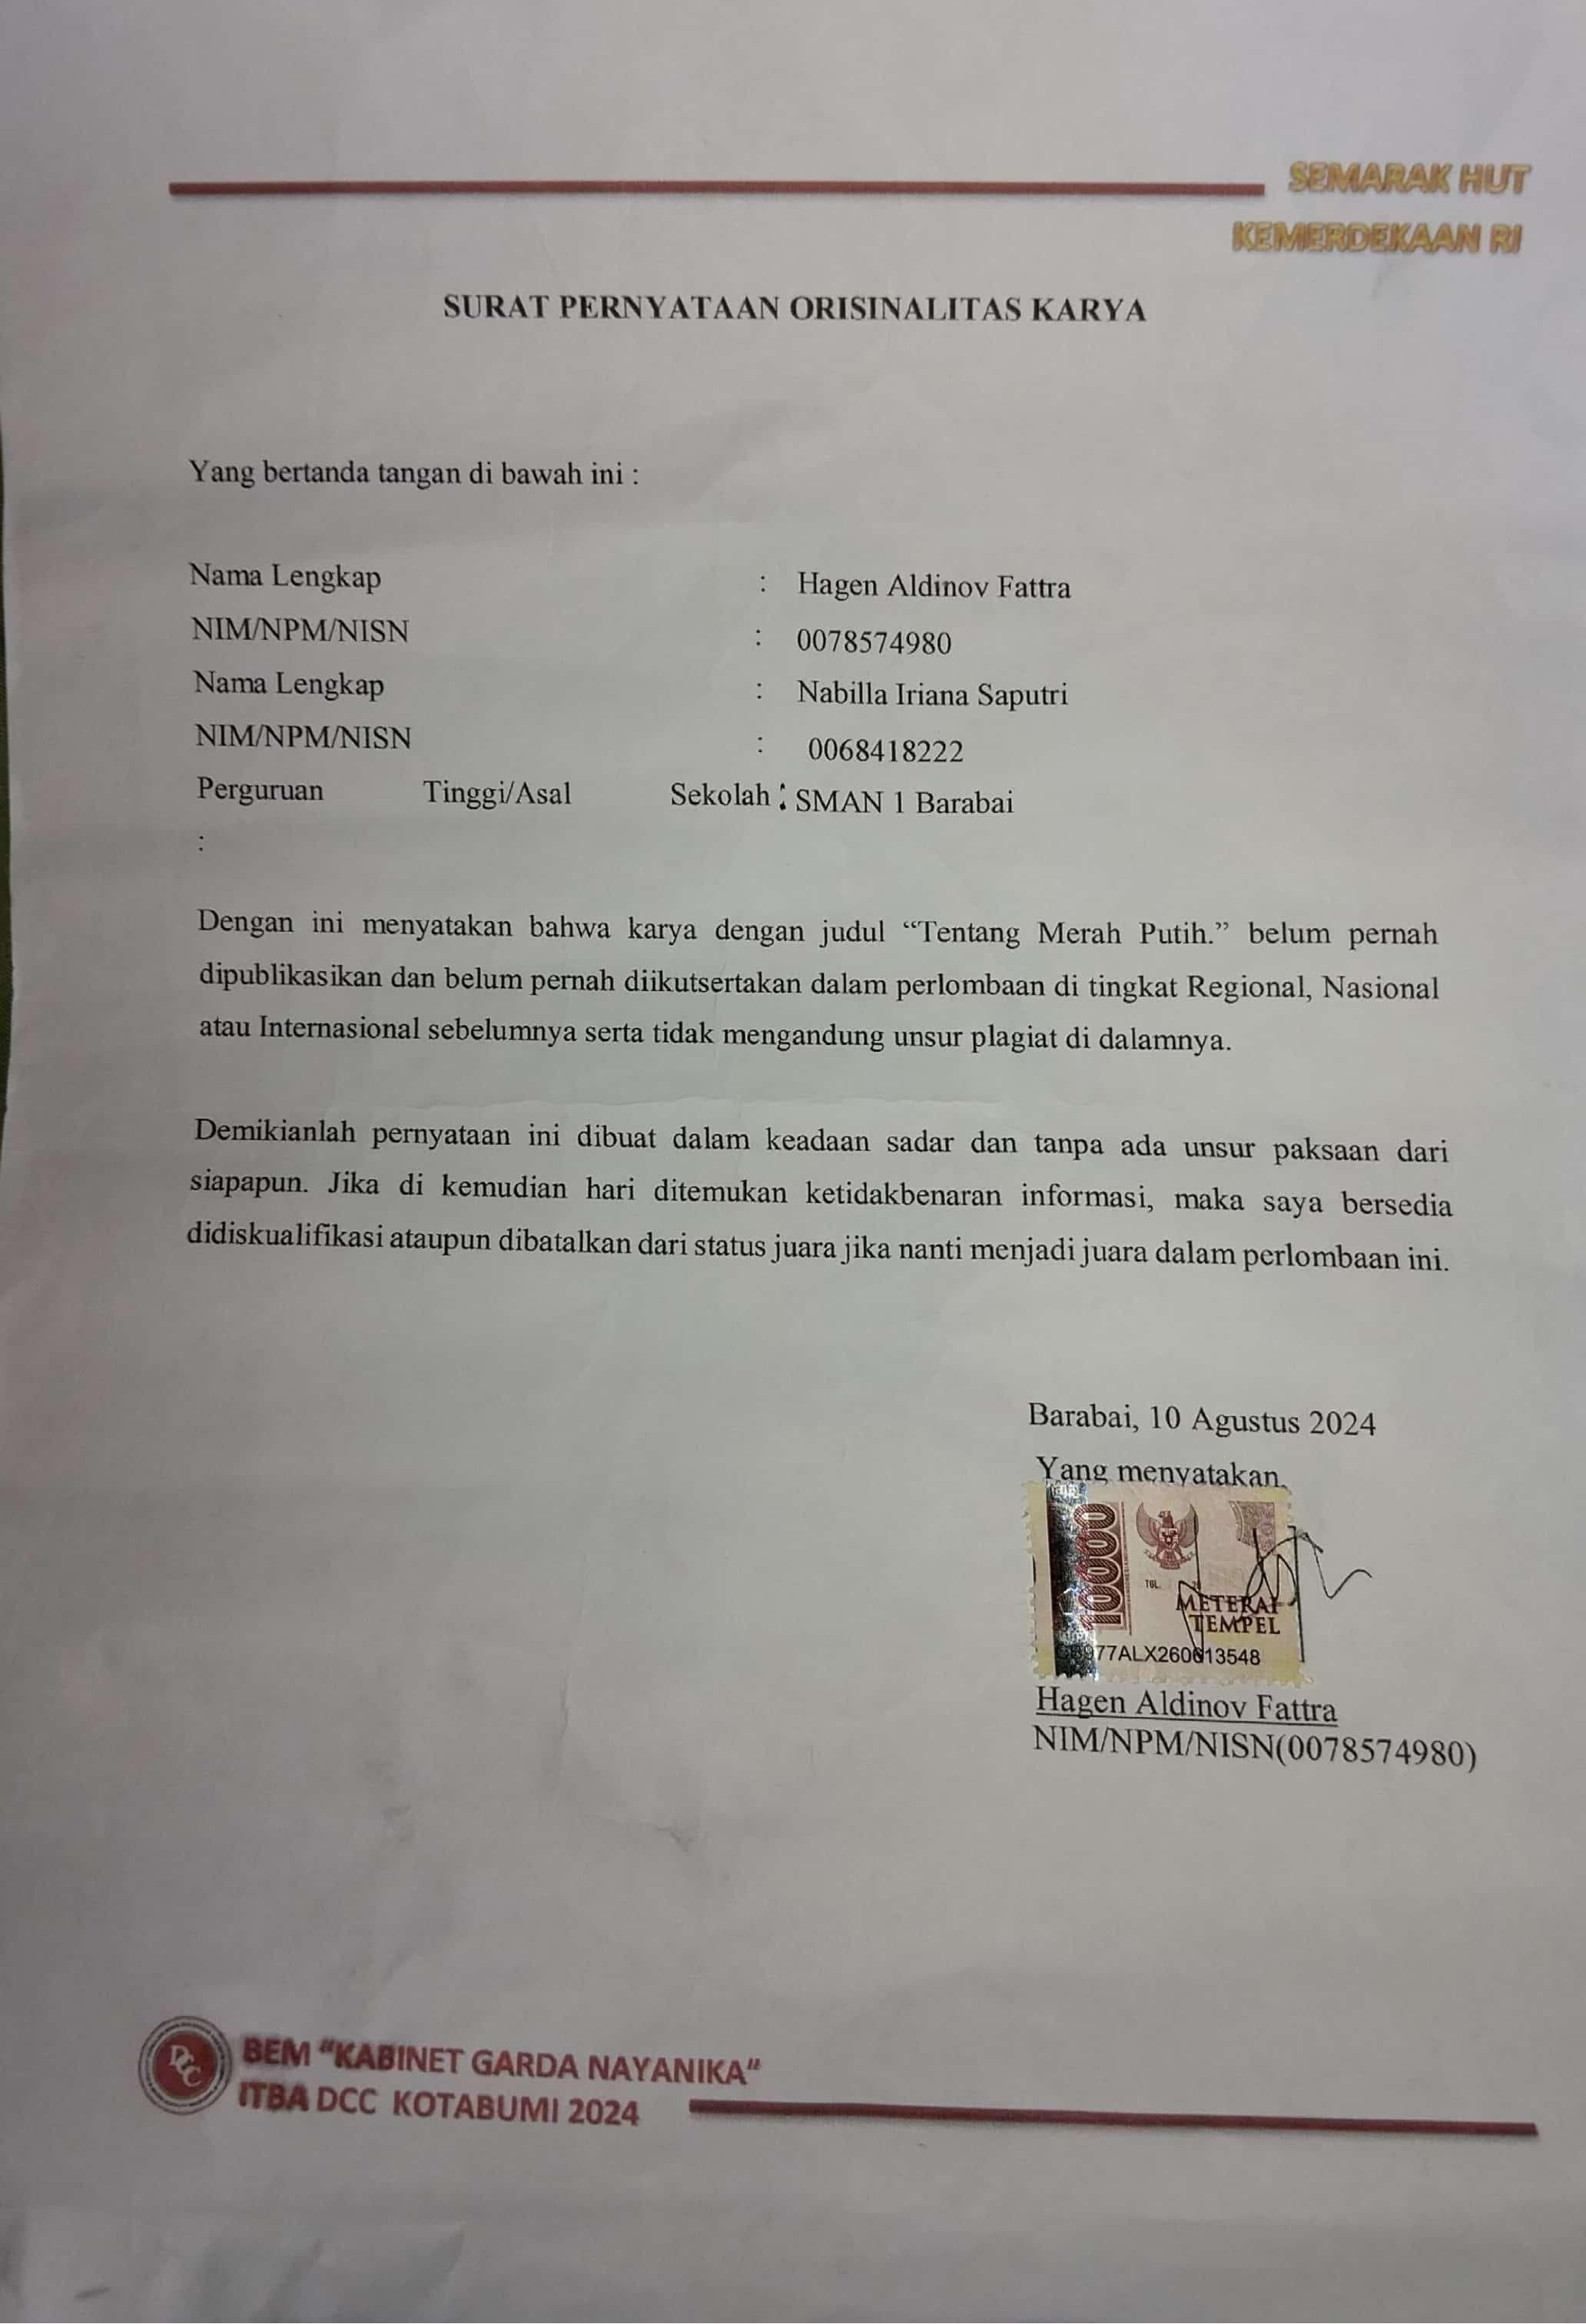 SEMARAK HUT
KEMERDEKAAN RI
SURAT PERNYATAAN ORISINALITAS KARYA
Yang bertanda tangan di bawah ini :
Nama Lengkap : Hagen Aldinov Fattra
NIM/NPM/NISN : 0078574980
Nama Lengkap : Nabilla Iriana Saputri
NIM/NPM/NISN : 0068418222
Perguruan Tinggi/Asal Sekolah : SMAN 1 Barabai
:
Dengan ini menyatakan bahwa karya dengan judul “Tentang Merah Putih.” belum pernah
dipublikasikan dan belum pernah diikutsertakan dalam perlombaan di tingkat Regional, Nasional
atau Internasional sebelumnya serta tidak mengandung unsur plagiat di dalamnya.
Demikianlah pernyataan ini dibuat dalam keadaan sadar dan tanpa ada unsur paksaan dari
siapapun. Jika di kemudian hari ditemukan ketidakbenaran informasi, maka saya bersedia
didiskualifikasi ataupun dibatalkan dari status juara jika nanti menjadi juara dalam perlombaan ini.
Barabai, 10 Agustus 2024
Yang menyatakan,
10000
TGL.
METERAI
TEMPEL
Hagen Aldinov Fattra
NIM/NPM/NISN(0078574980)
DCC
BEM “KABINET GARDA NAYANIKA“
ITBA DCC KOTABUMI 2024